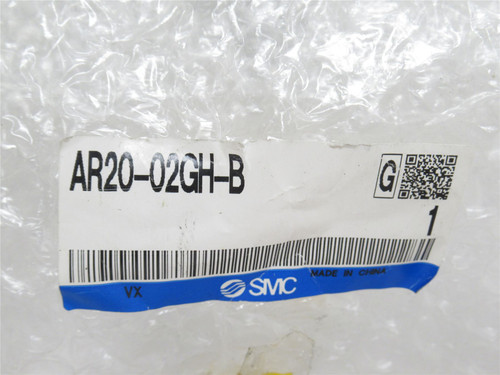 AR20-02GH-B
G
1
MADE IN CHINA
VX
SMC